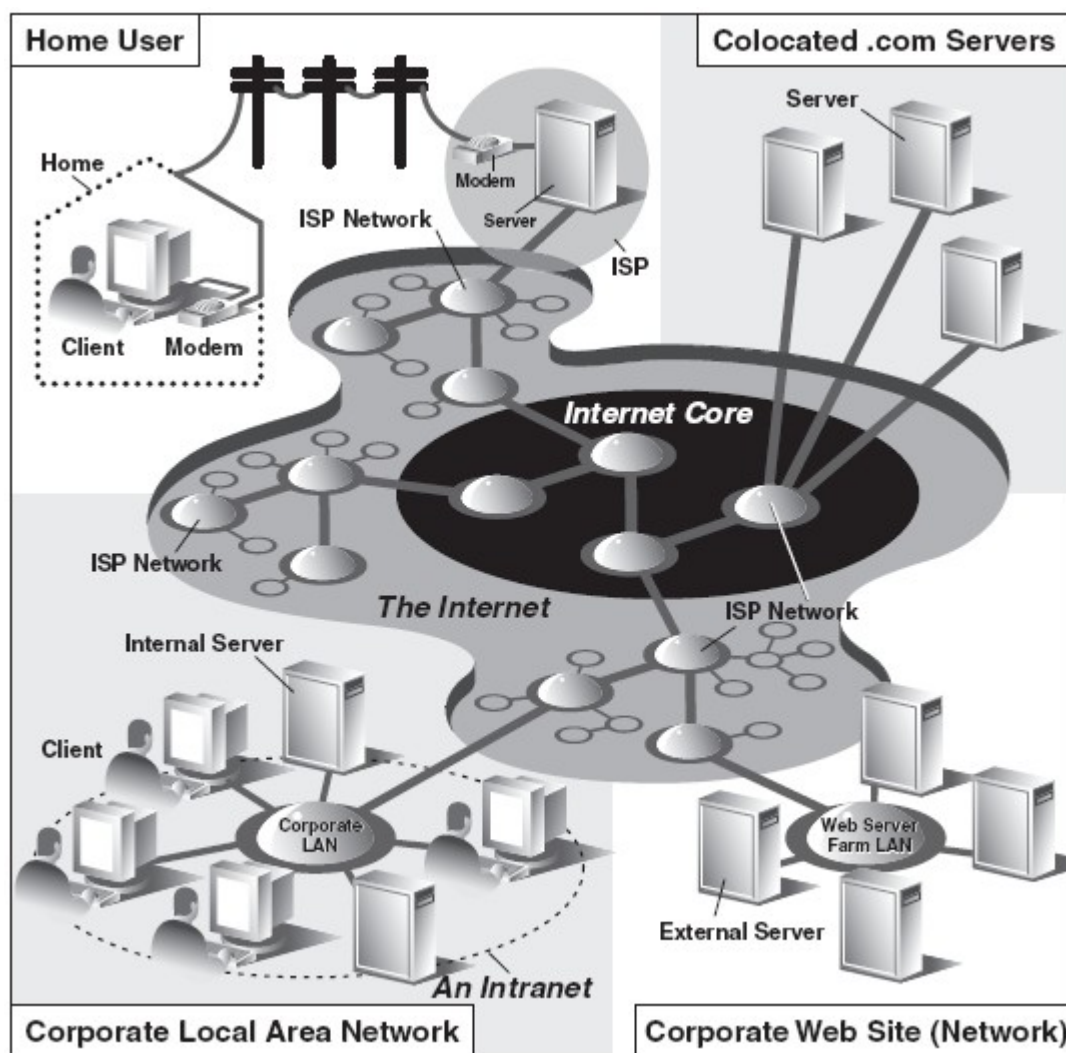 Home User
Colocated .com Servers
Server
Home
Modem
Server
ISP Network
ISP
Client
Modem
Internet Core
ISP Network
The Internet
ISP Network
Internal Server
Client
Corporate
LAN
Web Server
Farm LAN
External Server
An Intranet
Corporate Local Area Network
Corporate Web Site (Network)